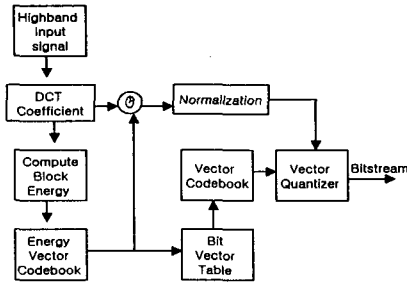 Highband
Input
signal
DCT
Coefficient
Normalization
Compute
Block
Energy
Vector
Codebook
Vector
Quantizer
Bitstream
Energy
Vector
Codebook
Bit
Vector
Table